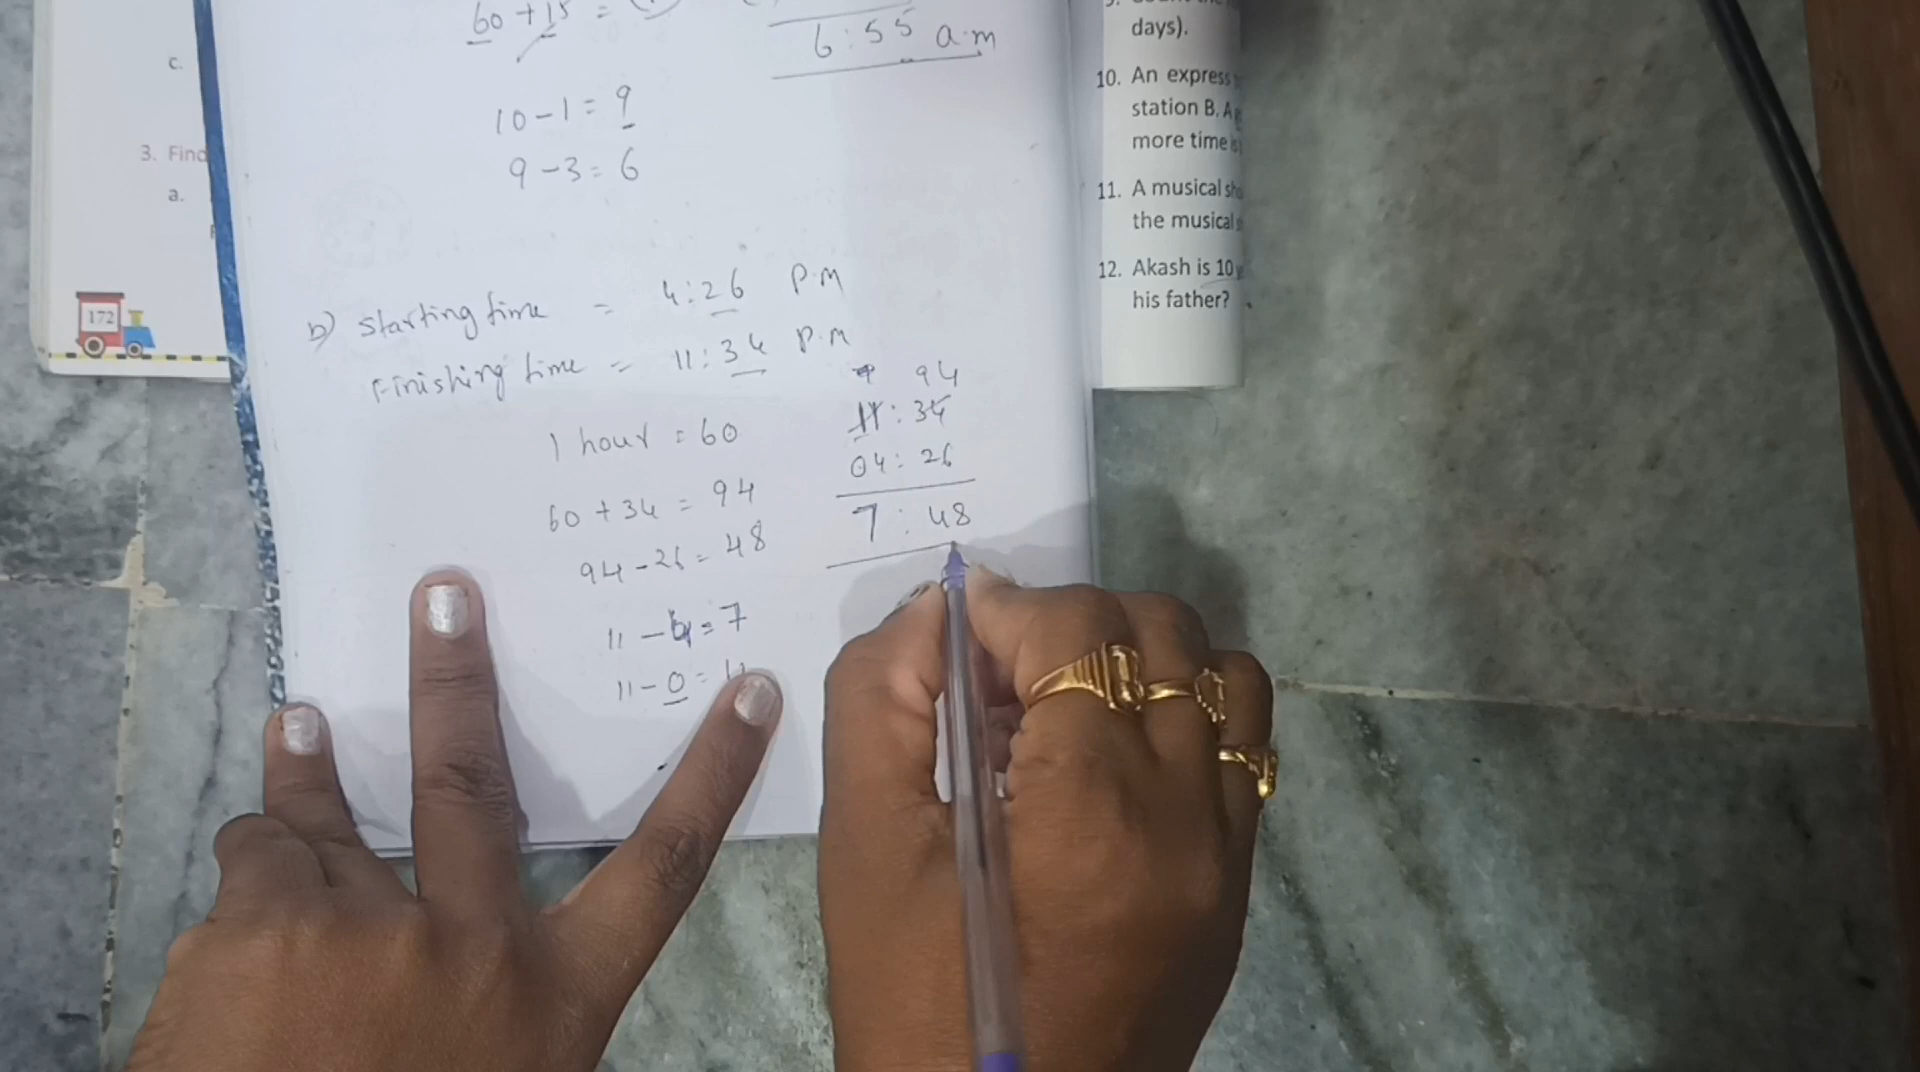 c.
3. Find
a.
172
60 + 15 =
6:55 a.m
10 - 1 = 9
9 - 3 = 6
b) starting time = 4:26 P.M
Finishing time = 11:34 P.M
1 hour = 60
60 + 34 = 94
94 - 26 = 48
11 - 4 = 7
11 - 0 = 11
94
11:34
04:26
7:48
days).
10. An express
station B. A
more time is
11. A musical
the musical
12. Akash is 10
his father?